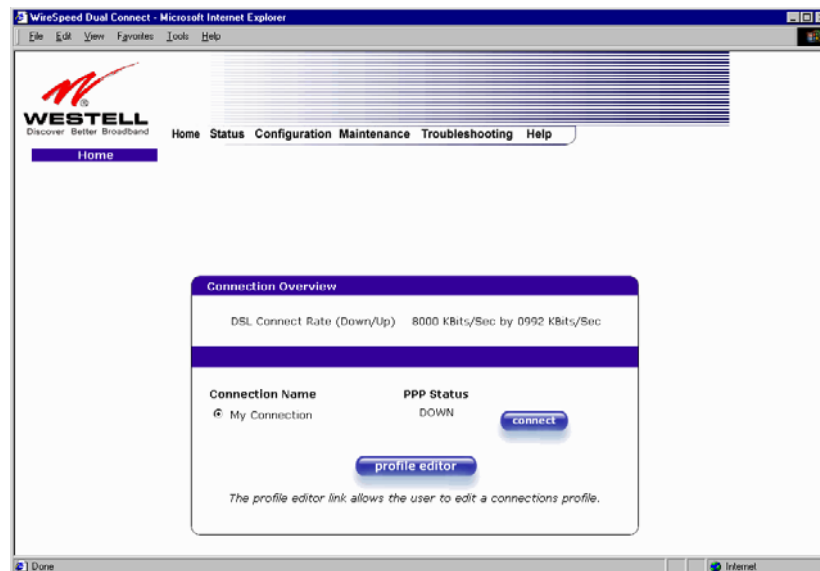 WireSpeed Dual Connect - Microsoft Internet Explorer
File Edit View Favorites Tools Help
®
WESTELL
Discover Better Broadband
Home Status Configuration Maintenance Troubleshooting Help
Home
Connection Overview
DSL Connect Rate (Down/Up) 8000 KBits/Sec by 0992 KBits/Sec
Connection Name PPP Status
My Connection DOWN connect
profile editor
The profile editor link allows the user to edit a connections profile.
Done Internet